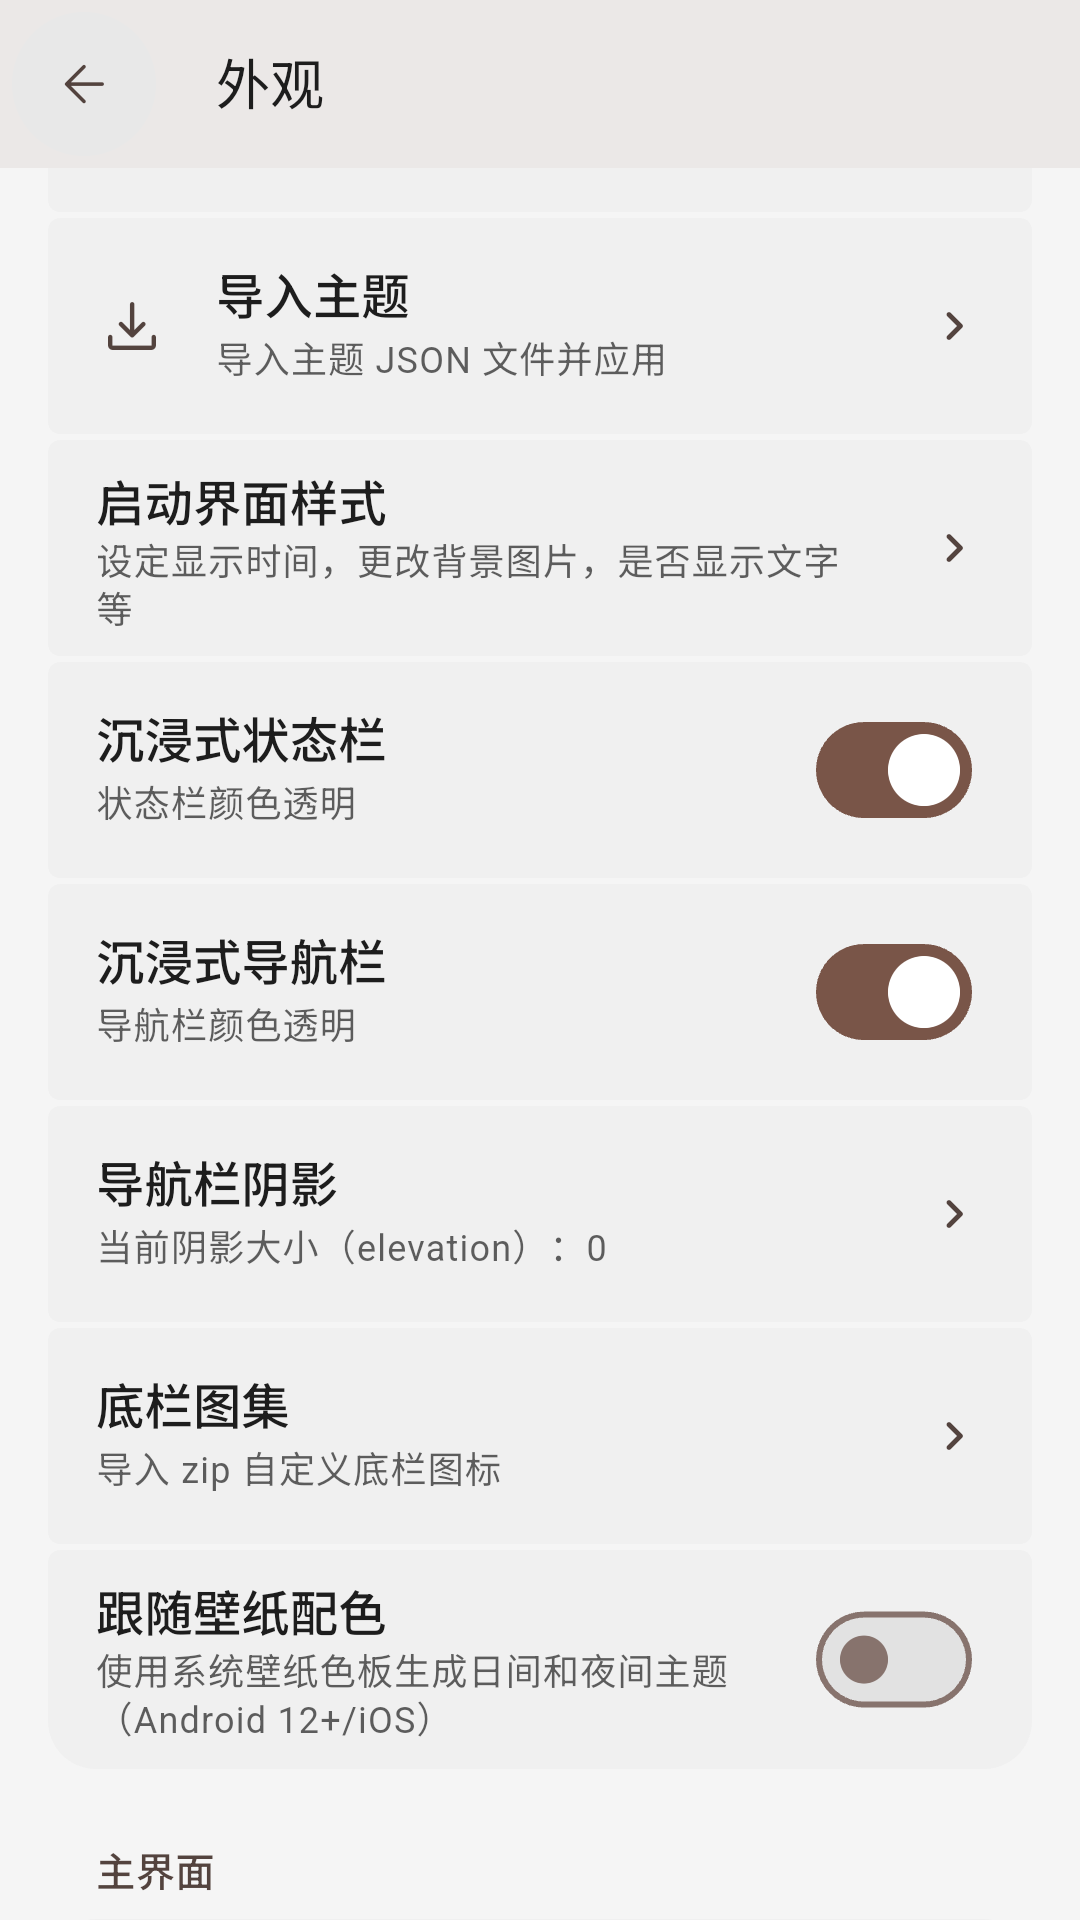 外观
导入主题
导入主题 JSON 文件并应用
启动界面样式
设定显示时间，更改背景图片，是否显示文字
等
沉浸式状态栏
状态栏颜色透明
沉浸式导航栏
导航栏颜色透明
导航栏阴影
当前阴影大小（elevation）：0
底栏图集
导入 zip 自定义底栏图标
跟随壁纸配色
使用系统壁纸色板生成日间和夜间主题
（Android 12+/iOS）
主界面